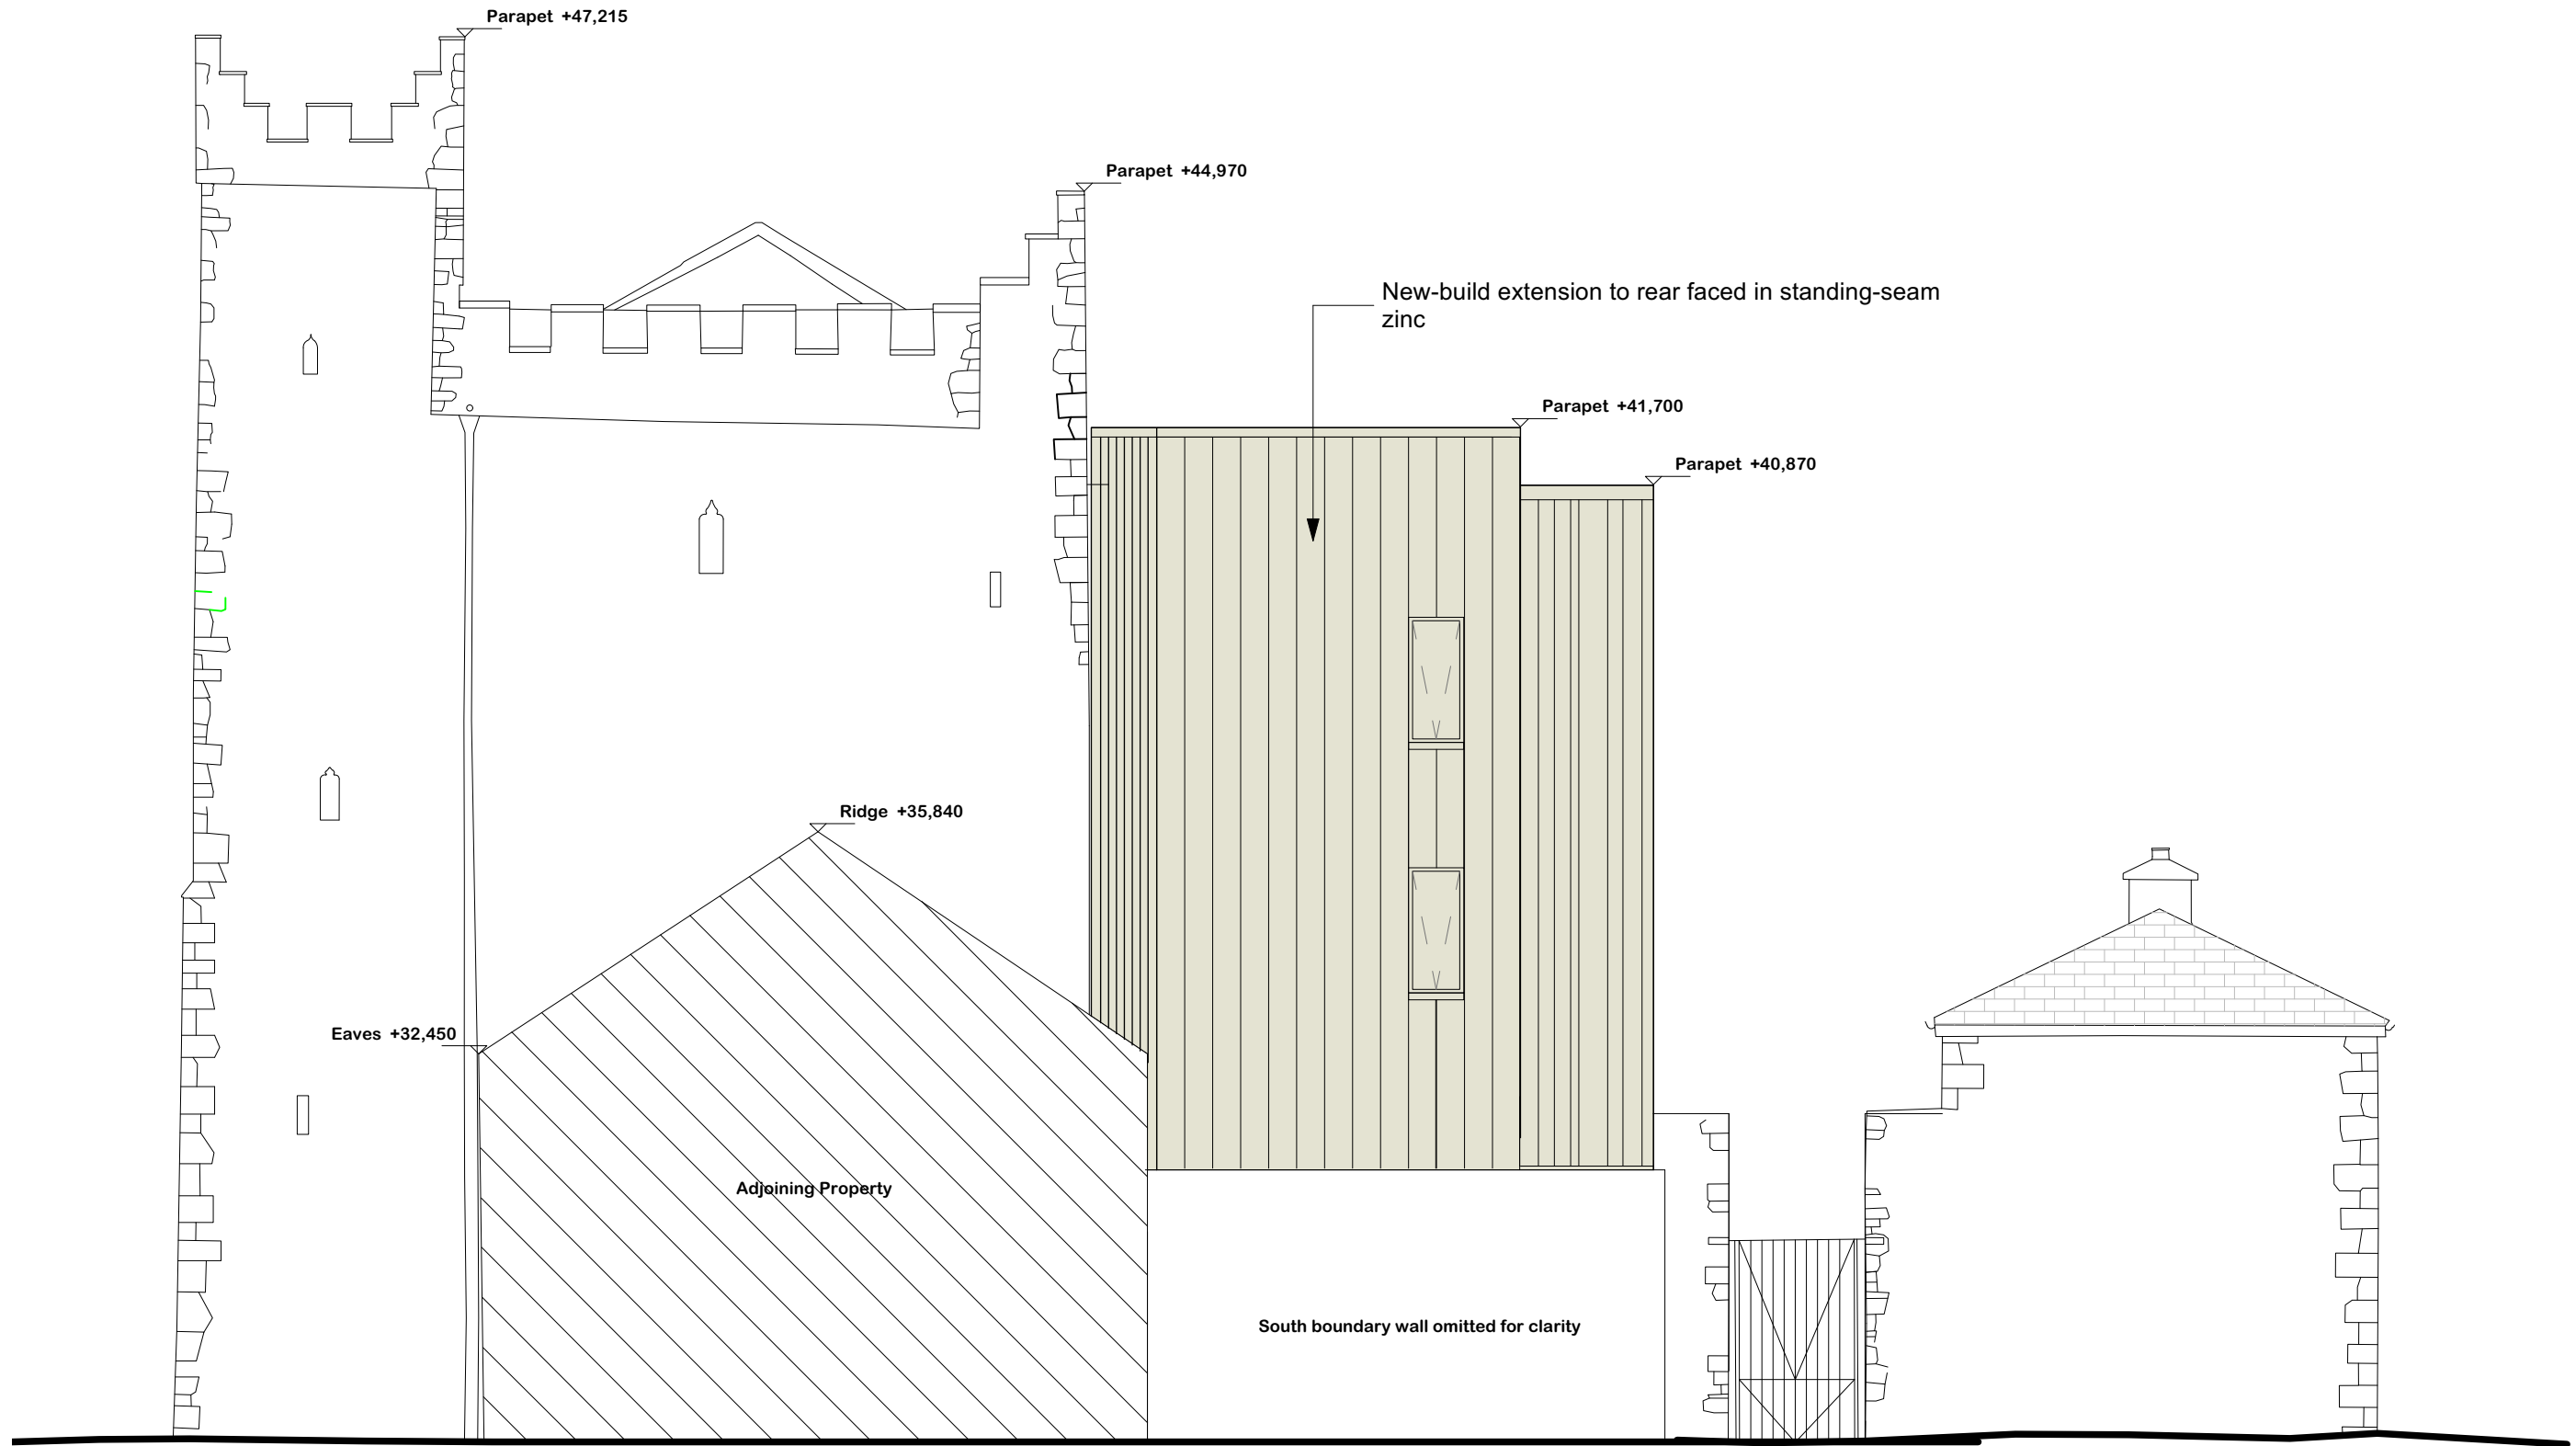 Parapet +47,215
Parapet +44,970
New-build extension to rear faced in standing-seam
zinc
Parapet +41,700
Parapet +40,870
Ridge +35,840
Eaves +32,450
Adjoining Property
South boundary wall omitted for clarity